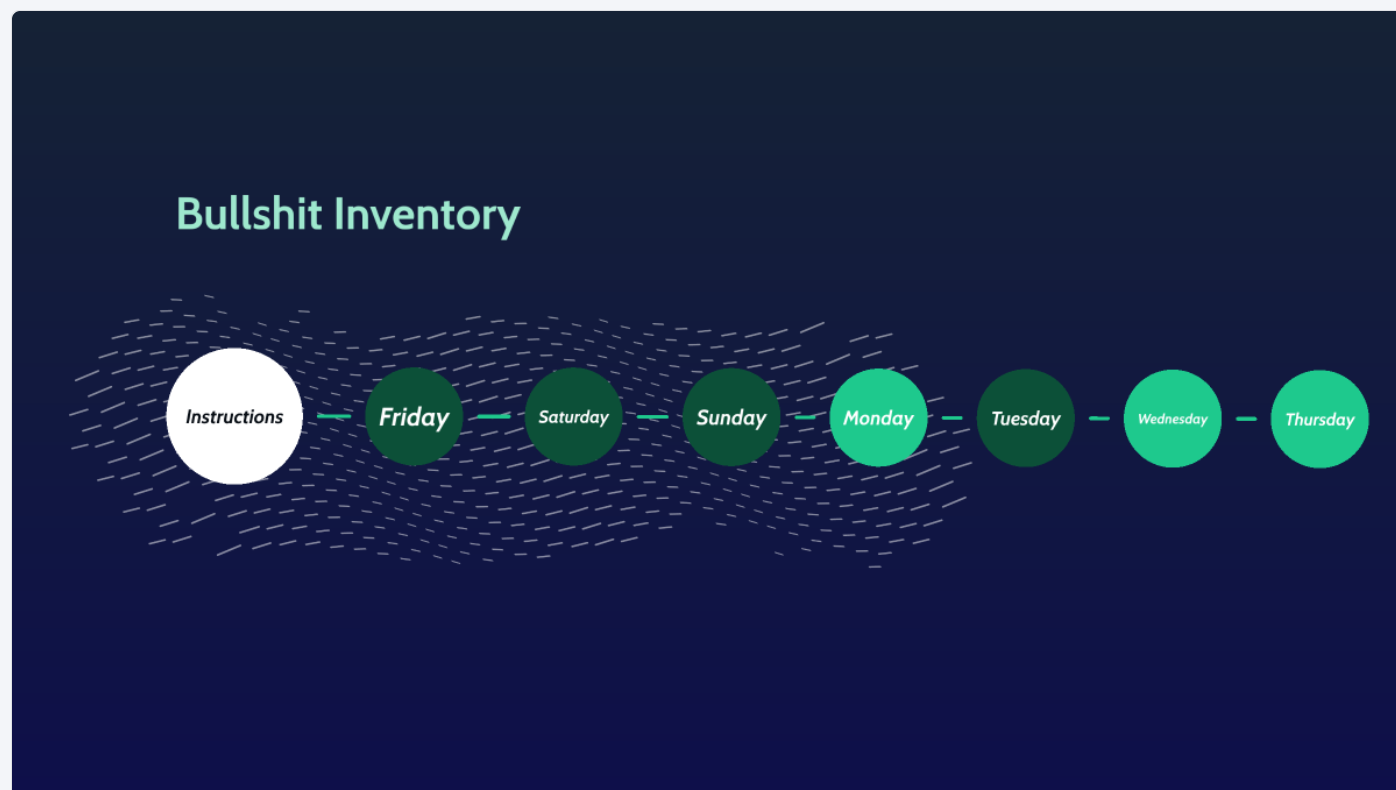 Bullshit Inventory
Instructions
Friday
Saturday
Sunday
Monday
Tuesday
Wednesday
Thursday